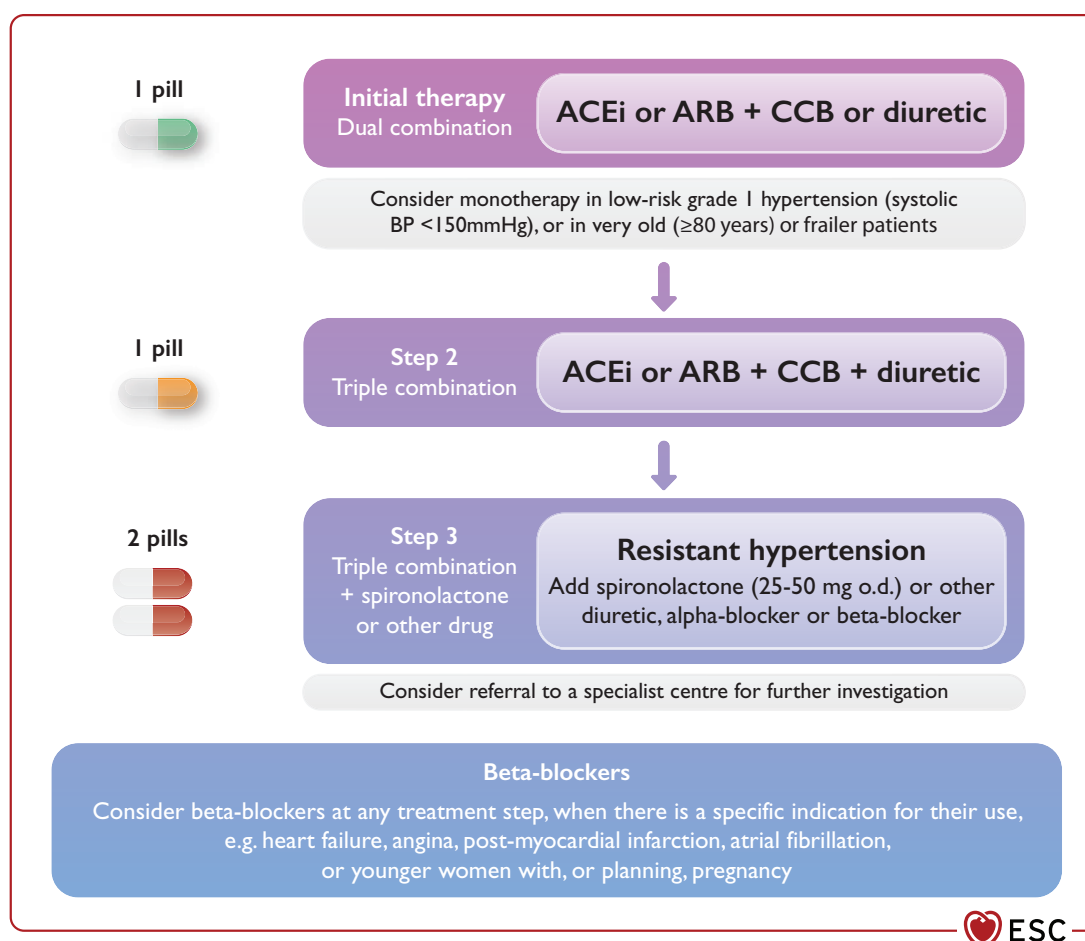 1 pill
Initial therapy
Dual combination
ACEi or ARB + CCB or diuretic
Consider monotherapy in low-risk grade 1 hypertension (systolic
BP <150mmHg), or in very old (≥80 years) or frailer patients
1 pill
Step 2
Triple combination
ACEi or ARB + CCB + diuretic
2 pills
Step 3
Triple combination
+ spironolactone
or other drug
Resistant hypertension
Add spironolactone (25-50 mg o.d.) or other
diuretic, alpha-blocker or beta-blocker
Consider referral to a specialist centre for further investigation
Beta-blockers
Consider beta-blockers at any treatment step, when there is a specific indication for their use,
e.g. heart failure, angina, post-myocardial infarction, atrial fibrillation,
or younger women with, or planning, pregnancy
ESC